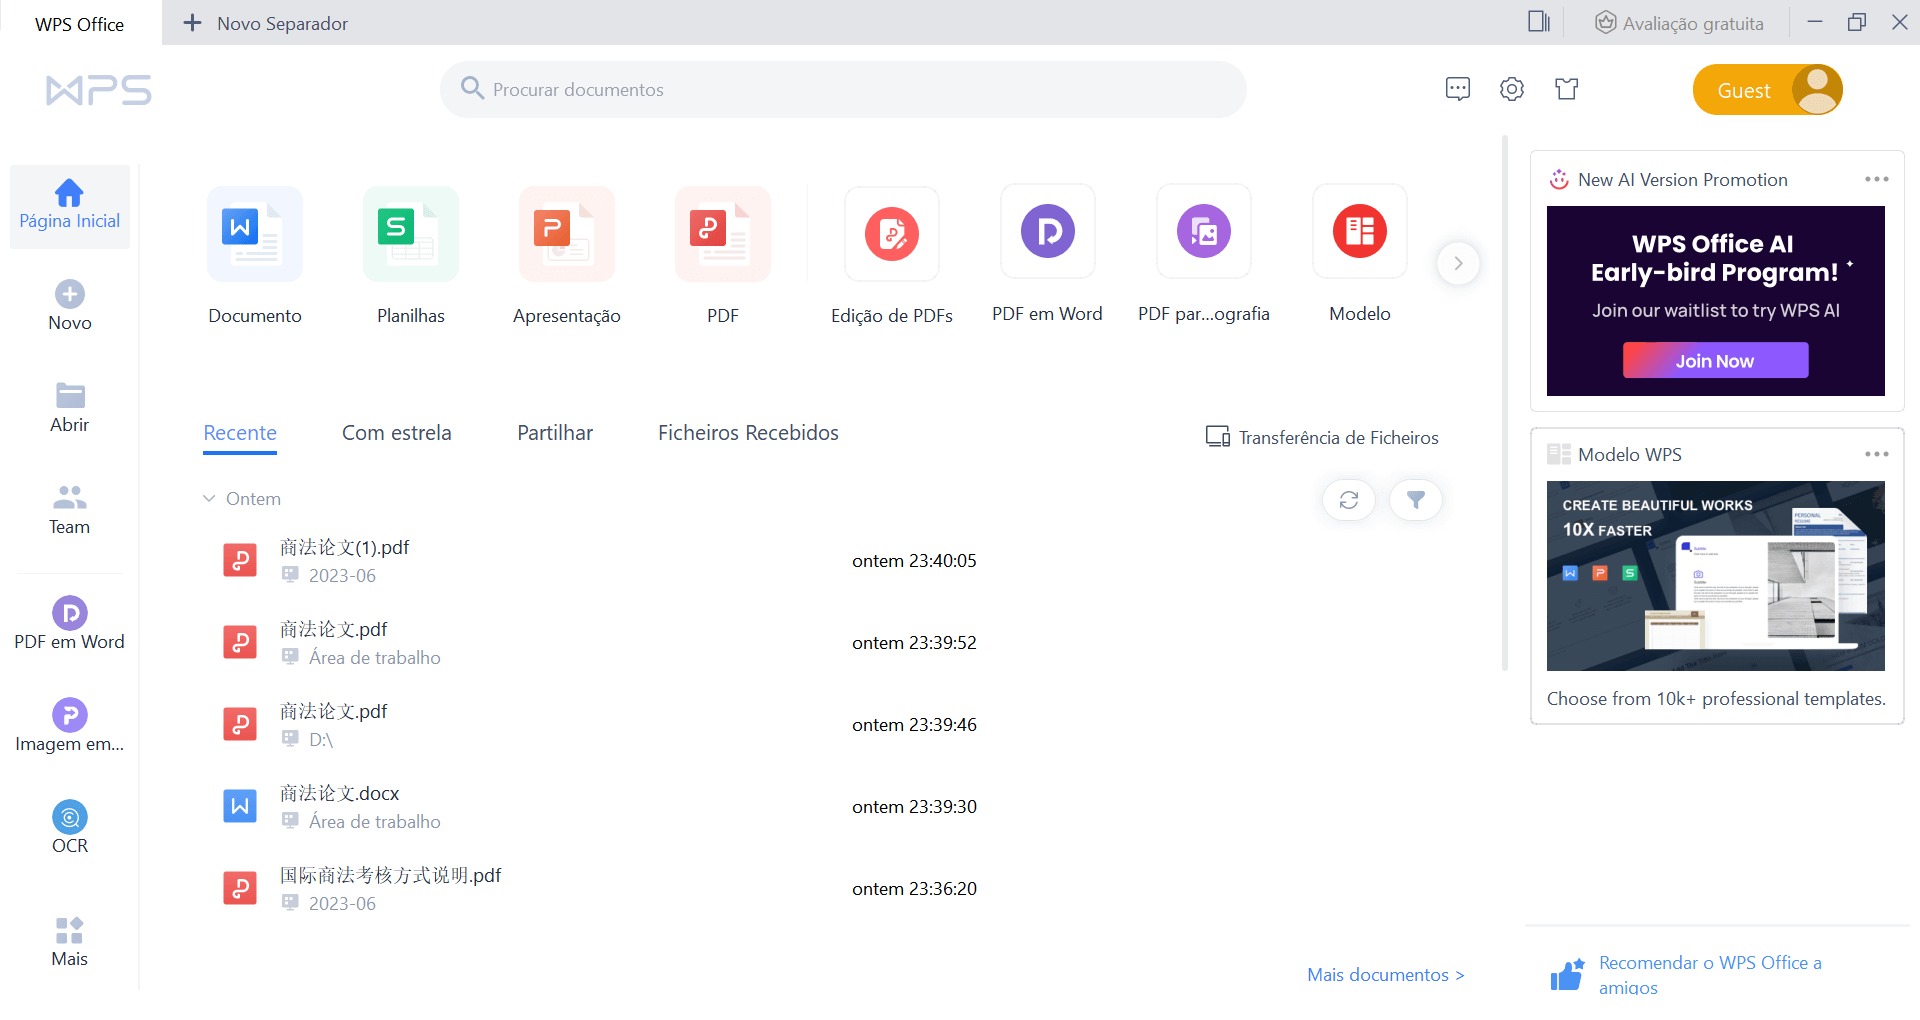 WPS Office
Novo Separador
Avaliação gratuita
WPS
Procurar documentos
Guest
Página Inicial
Novo
Abrir
Team
PDF em Word
Imagem em...
OCR
Mais
Documento
Planilhas
Apresentação
PDF
Edição de PDFs
PDF em Word
PDF par...ografia
Modelo
Recente
Com estrela
Partilhar
Ficheiros Recebidos
Transferência de Ficheiros
Ontem
商法论文(1).pdf
2023-06
ontem 23:40:05
商法论文.pdf
Área de trabalho
ontem 23:39:52
商法论文.pdf
D:\
ontem 23:39:46
商法论文.docx
Área de trabalho
ontem 23:39:30
国际商法考核方式说明.pdf
2023-06
ontem 23:36:20
Mais documentos >
New AI Version Promotion
WPS Office AI
Early-bird Program!
Join our waitlist to try WPS AI
Join Now
Modelo WPS
CREATE BEAUTIFUL WORKS
10X FASTER
PERSONAL
RESUME
Choose from 10k+ professional templates.
Recomendar o WPS Office a
amigos